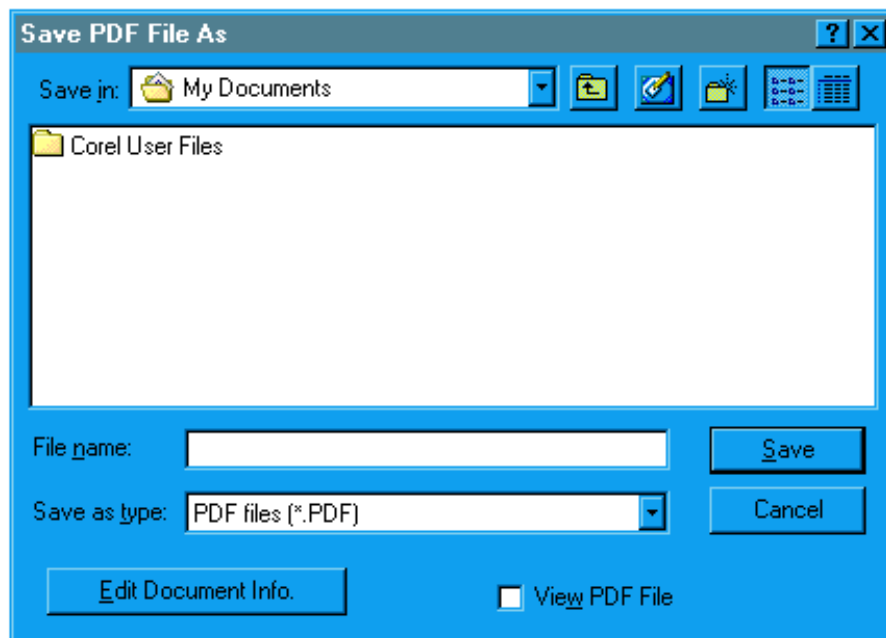 Save PDF File As
Save in: My Documents
Corel User Files
File name: Save
Save as type: PDF files (*.PDF) Cancel
Edit Document Info. View PDF File